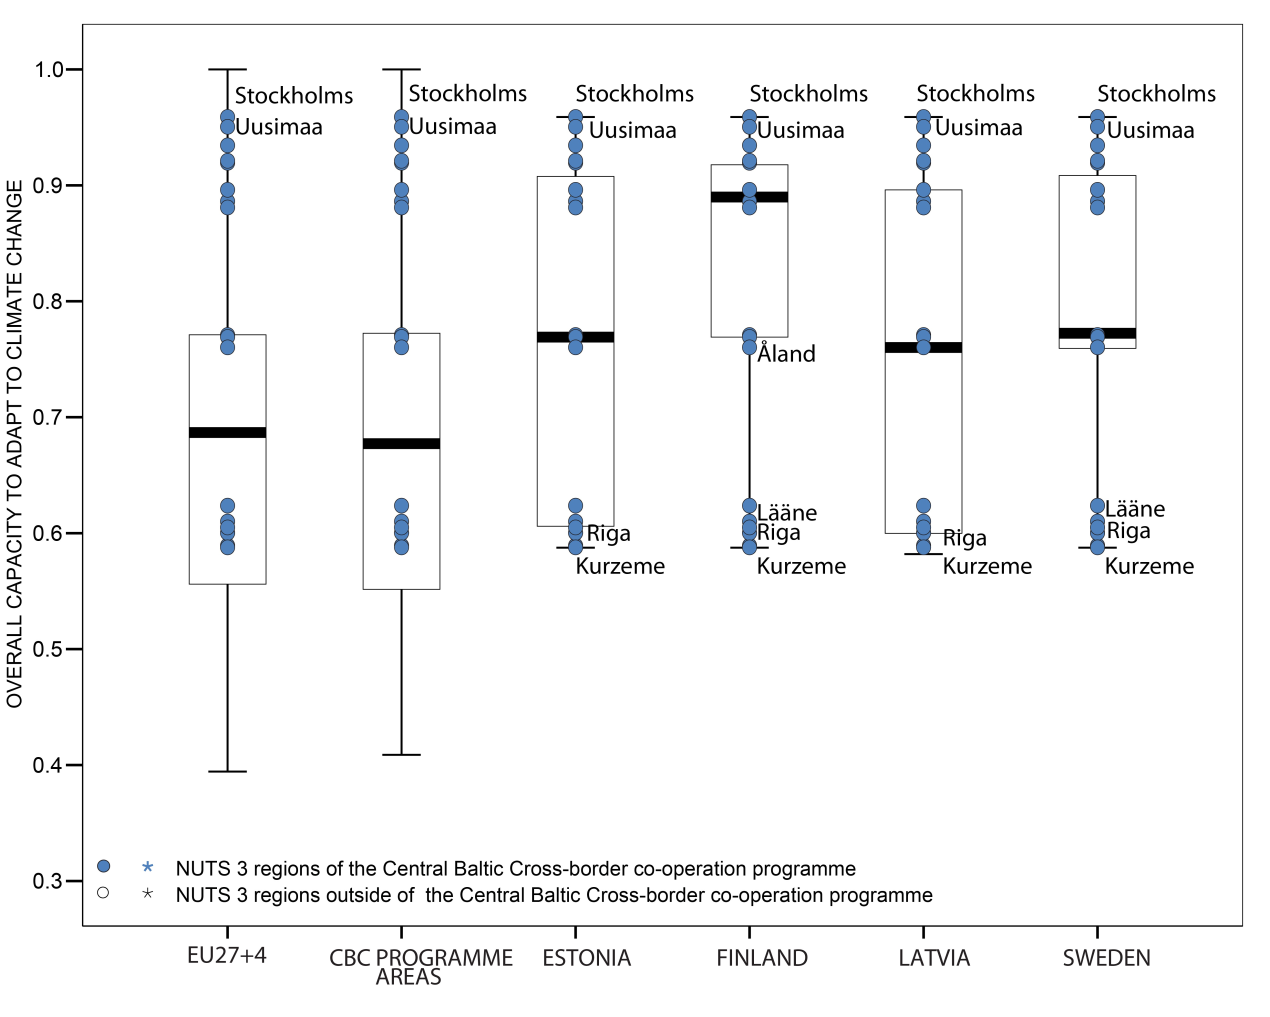 OVERALL CAPACITY TO ADAPT TO CLIMATE CHANGE
1.0
0.9
0.8
0.7
0.6
0.5
0.4
0.3
Stockholms
Uusimaa
Stockholms
Uusimaa
Stockholms
Uusimaa
Riga
Kurzeme
Stockholms
Uusimaa
Åland
Lääne
Riga
Kurzeme
Stockholms
Uusimaa
Riga
Kurzeme
Stockholms
Uusimaa
Lääne
Riga
Kurzeme
* NUTS 3 regions of the Central Baltic Cross-border co-operation programme
* NUTS 3 regions outside of the Central Baltic Cross-border co-operation programme
EU27+4
CBC PROGRAMME
AREAS
ESTONIA
FINLAND
LATVIA
SWEDEN